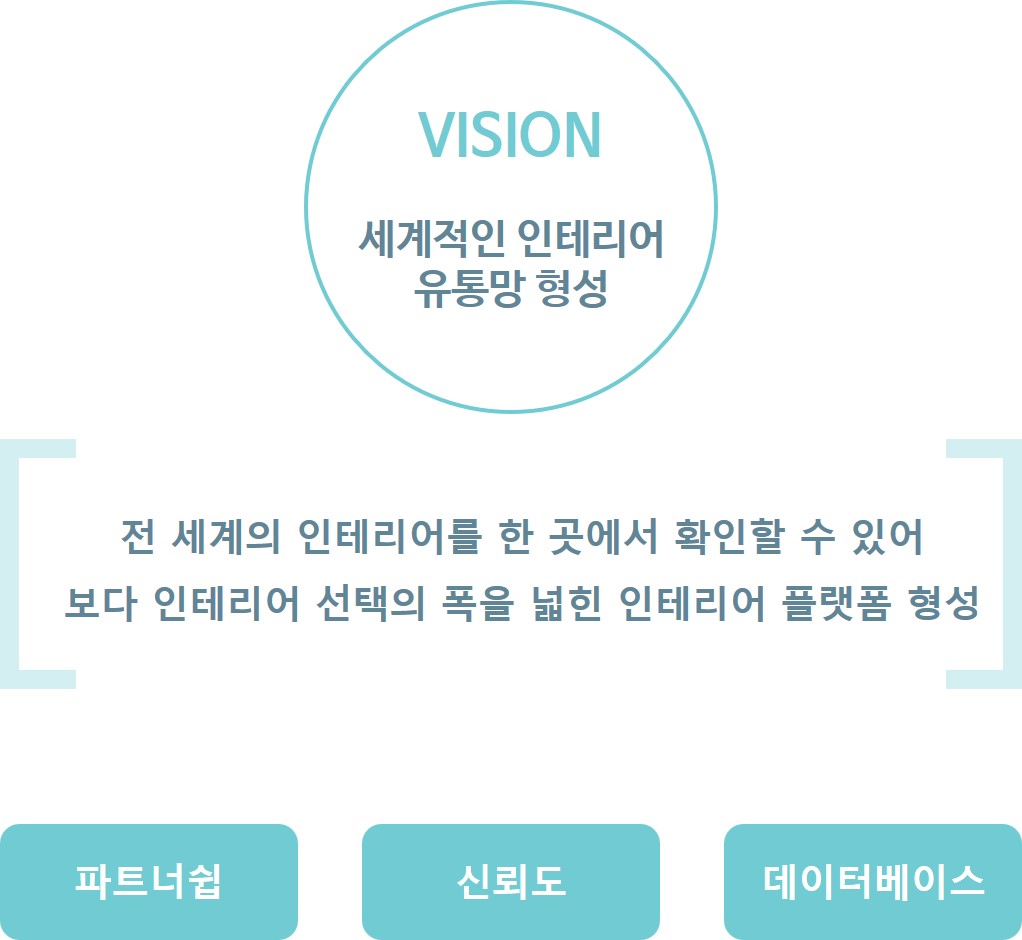 VISION
세계적인 인테리어
유통망 형성
전 세계의 인테리어를 한 곳에서 확인할 수 있어
보다 인테리어 선택의 폭을 넓힌 인테리어 플랫폼 형성
파트너쉽
신뢰도
데이터베이스